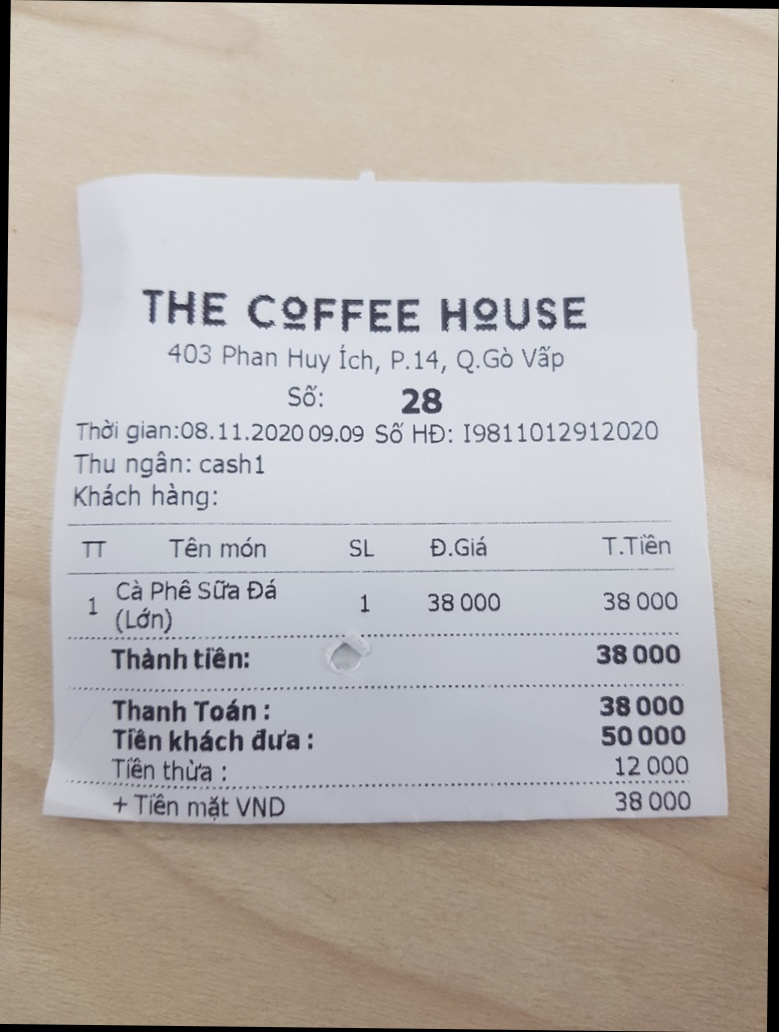 THE COFFEE HOUSE
403 Phan Huy Ích, P.14, Q.Gò Vấp
Số: 28
Thời gian:08.11.2020 09.09 Số HĐ: I9811012912020
Thu ngân: cash1
Khách hàng:
TT Tên món SL Đ.Giá T.Tiền
1 Cà Phê Sữa Đá (Lớn) 1 38 000 38 000
Thành tiền: 38 000
Thanh Toán : 38 000
Tiền khách đưa : 50 000
Tiền thừa : 12 000
+ Tiền mặt VND 38 000